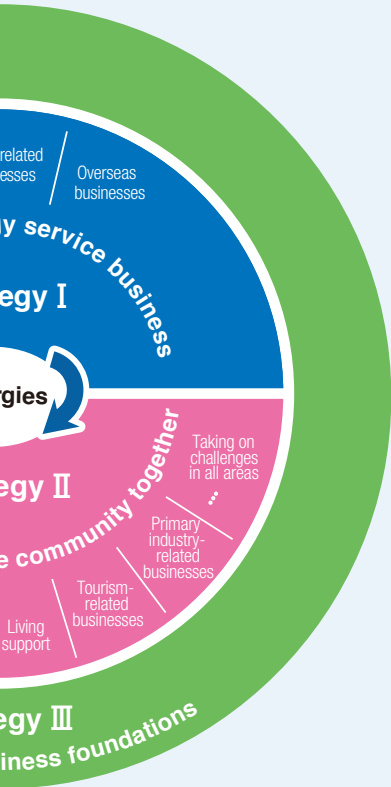 related
esses
Overseas
businesses
y service business
egy Ⅰ
rgies
egy Ⅱ
e community together
Taking on
challenges
in all areas
...
Primary
industry-
related
businesses
Tourism-
related
businesses
Living
support
egy Ⅲ
iness foundations